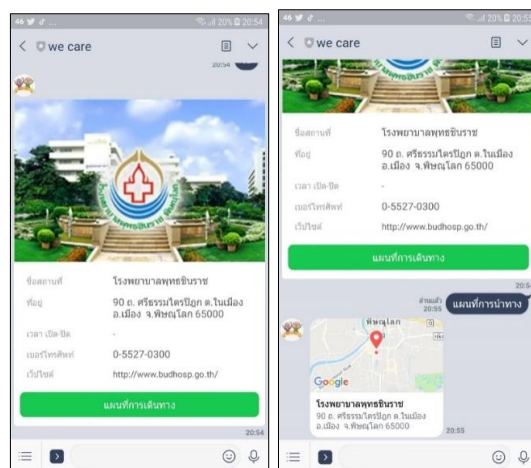 46
20% 20:54
we care
20:54
ชื่อสถานที่ โรงพยาบาลพุทธชินราช
ที่อยู่ 90 ถ. ศรีธรรมไตรปิฎก ต.ในเมือง
อ.เมือง จ.พิษณุโลก 65000
เวลา เปิด-ปิด -
เบอร์โทรศัพท์ 0-5527-0300
เว็บไซต์ http://www.budhosp.go.th/
แผนที่การเดินทาง
20:54
46
20% 20:55
we care
ชื่อสถานที่ โรงพยาบาลพุทธชินราช
ที่อยู่ 90 ถ. ศรีธรรมไตรปิฎก ต.ในเมือง
อ.เมือง จ.พิษณุโลก 65000
เวลา เปิด-ปิด -
เบอร์โทรศัพท์ 0-5527-0300
เว็บไซต์ http://www.budhosp.go.th/
แผนที่การเดินทาง
20:54
อ่านแล้ว
20:55
แผนที่การนำทาง
Google
โรงพยาบาลพุทธชินราช
90 ถ. ศรีธรรมไตรปิฎก ต.ในเมือง
อ.เมือง จ.พิษณุโลก 65000
20:55